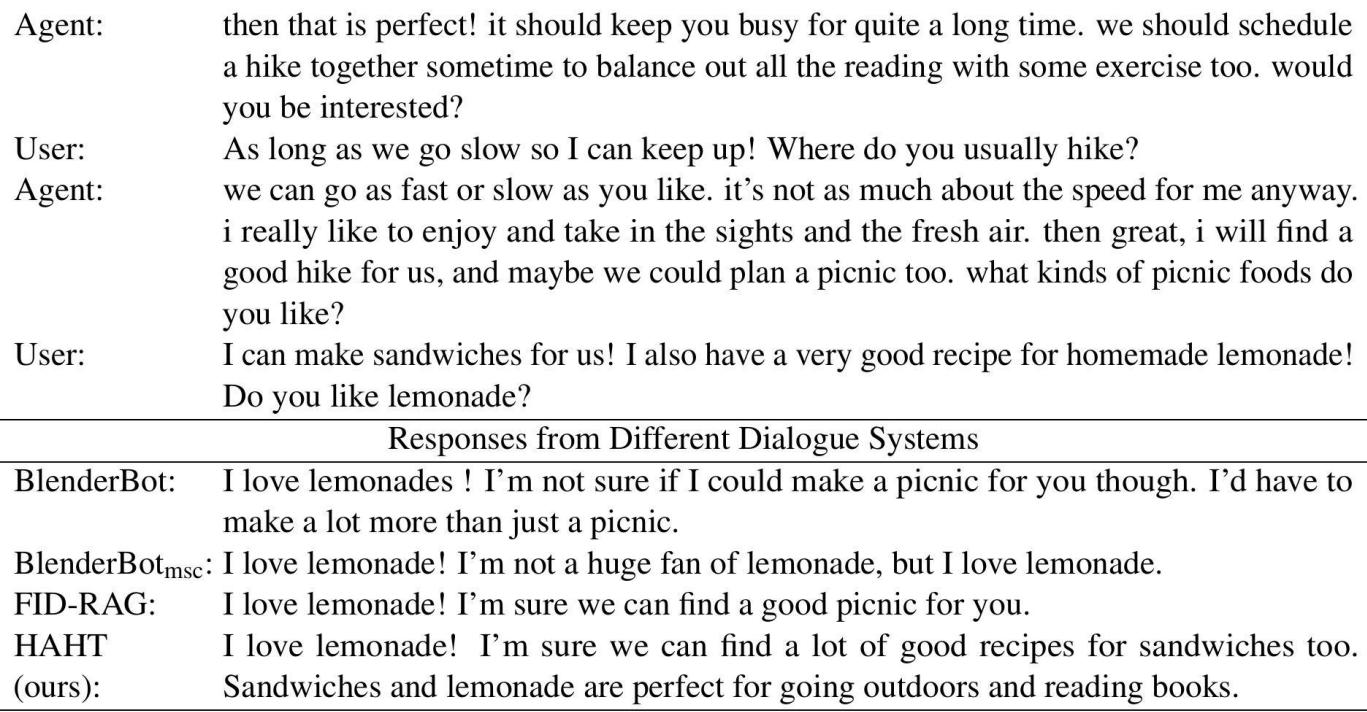 Agent: then that is perfect! it should keep you busy for quite a long time. we should schedule
a hike together sometime to balance out all the reading with some exercise too. would
you be interested?
User: As long as we go slow so I can keep up! Where do you usually hike?
Agent: we can go as fast or slow as you like. it's not as much about the speed for me anyway.
i really like to enjoy and take in the sights and the fresh air. then great, i will find a
good hike for us, and maybe we could plan a picnic too. what kinds of picnic foods do
you like?
User: I can make sandwiches for us! I also have a very good recipe for homemade lemonade!
Do you like lemonade?
Responses from Different Dialogue Systems
BlenderBot: I love lemonades ! I'm not sure if I could make a picnic for you though. I'd have to
make a lot more than just a picnic.
BlenderBotmsc: I love lemonade! I'm not a huge fan of lemonade, but I love lemonade.
FID-RAG: I love lemonade! I'm sure we can find a good picnic for you.
HAHT I love lemonade! I'm sure we can find a lot of good recipes for sandwiches too.
(ours): Sandwiches and lemonade are perfect for going outdoors and reading books.